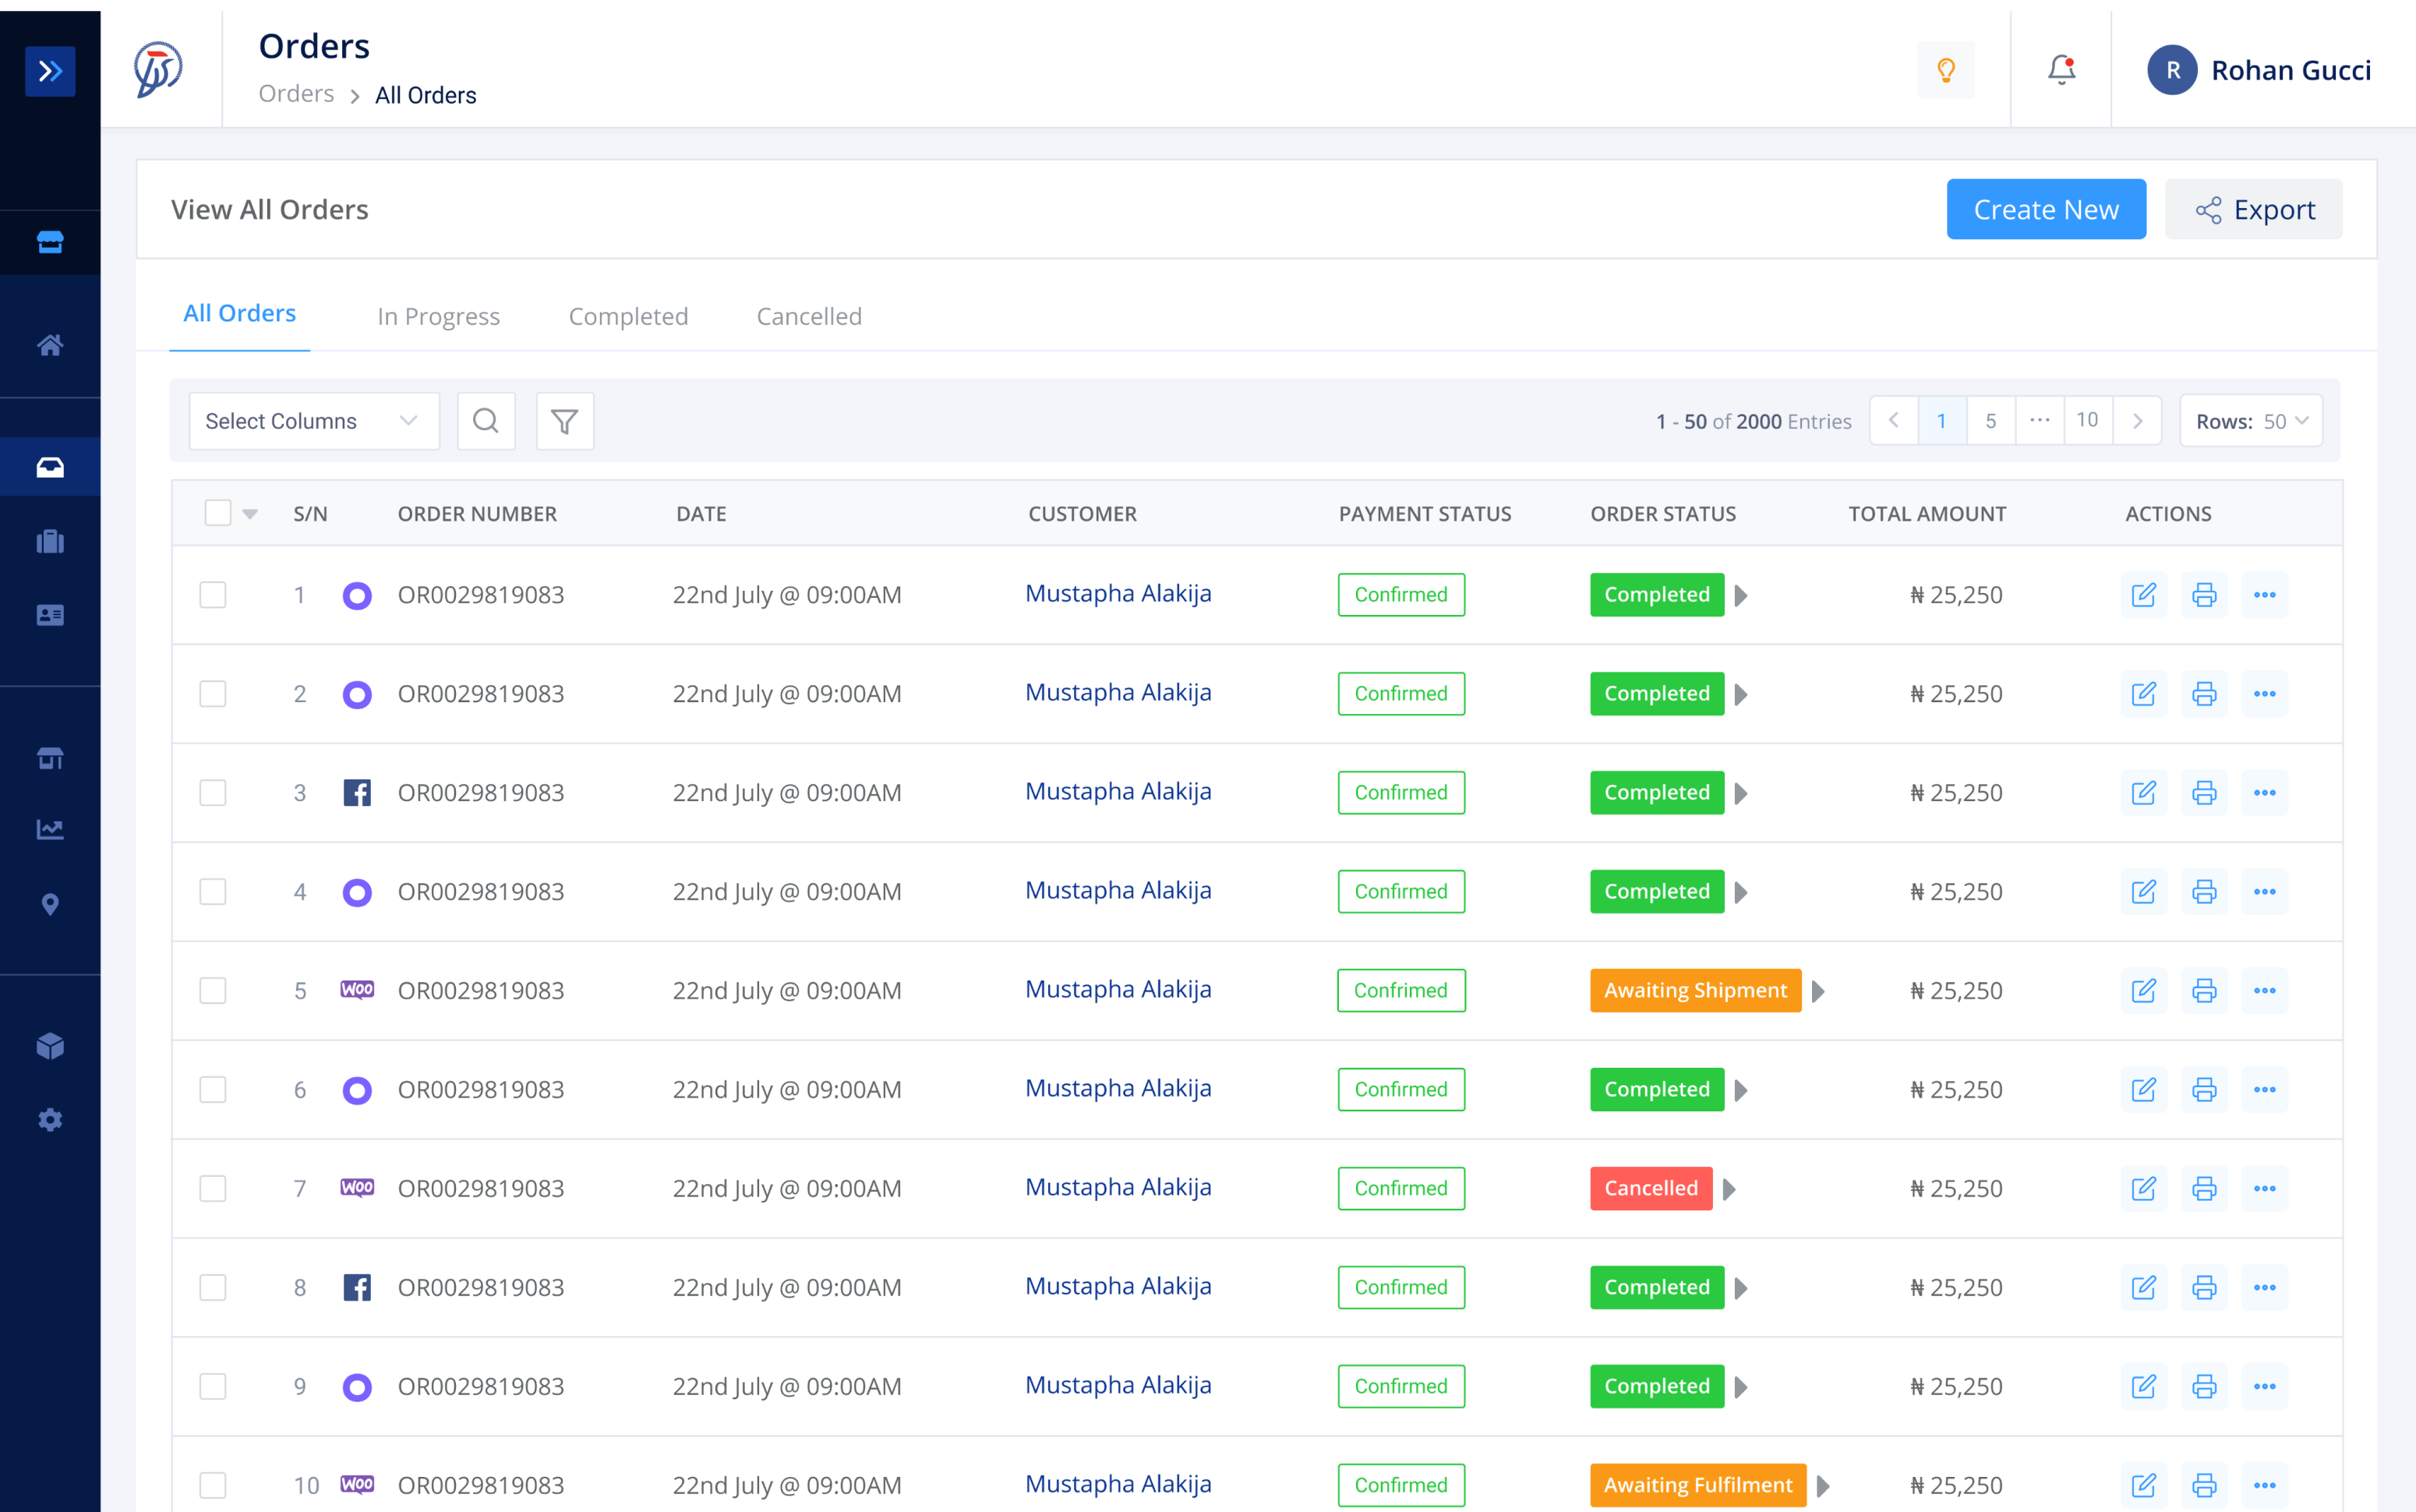 Orders
Orders > All Orders
R Rohan Gucci
View All Orders
Create New
Export
All Orders In Progress Completed Cancelled
Select Columns
1 - 50 of 2000 Entries
1 5 ... 10
Rows: 50
S/N ORDER NUMBER DATE CUSTOMER PAYMENT STATUS ORDER STATUS TOTAL AMOUNT ACTIONS
1 OR0029819083 22nd July @ 09:00AM Mustapha Alakija Confirmed Completed ₦ 25,250
2 OR0029819083 22nd July @ 09:00AM Mustapha Alakija Confirmed Completed ₦ 25,250
3 OR0029819083 22nd July @ 09:00AM Mustapha Alakija Confirmed Completed ₦ 25,250
4 OR0029819083 22nd July @ 09:00AM Mustapha Alakija Confirmed Completed ₦ 25,250
5 Woo OR0029819083 22nd July @ 09:00AM Mustapha Alakija Confrimed Awaiting Shipment ₦ 25,250
6 OR0029819083 22nd July @ 09:00AM Mustapha Alakija Confirmed Completed ₦ 25,250
7 Woo OR0029819083 22nd July @ 09:00AM Mustapha Alakija Confirmed Cancelled ₦ 25,250
8 OR0029819083 22nd July @ 09:00AM Mustapha Alakija Confirmed Completed ₦ 25,250
9 OR0029819083 22nd July @ 09:00AM Mustapha Alakija Confirmed Completed ₦ 25,250
10 Woo OR0029819083 22nd July @ 09:00AM Mustapha Alakija Confirmed Awaiting Fulfilment ₦ 25,250